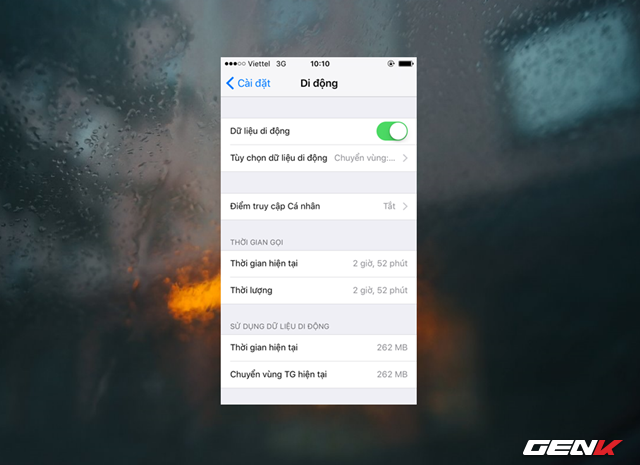 Viettel 3G 10:10
Cài đặt Di động
Dữ liệu di động
Tùy chọn dữ liệu di động Chuyển vùng:...
Điểm truy cập Cá nhân Tắt
THỜI GIAN GỌI
Thời gian hiện tại 2 giờ, 52 phút
Thời lượng 2 giờ, 52 phút
SỬ DỤNG DỮ LIỆU DI ĐỘNG
Thời gian hiện tại 262 MB
Chuyển vùng TG hiện tại 262 MB
GENK